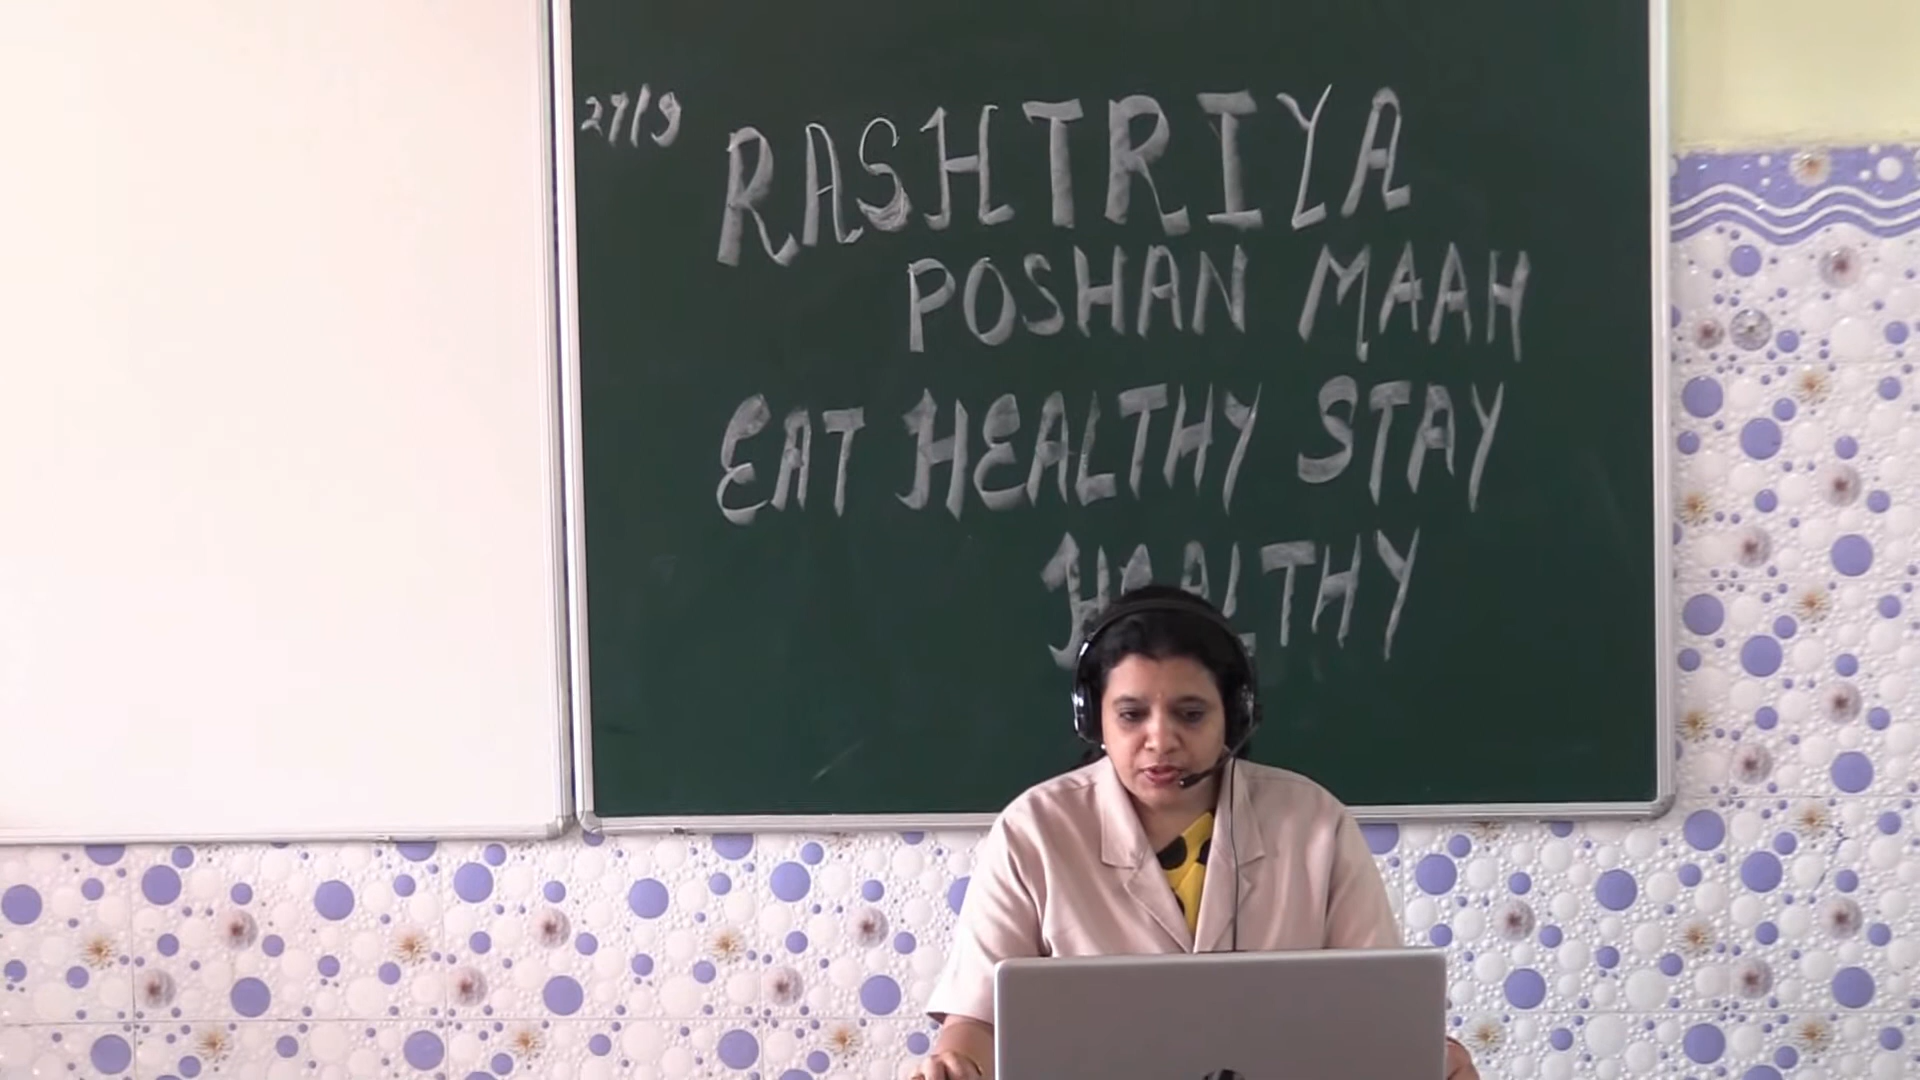 27/9
RASHTRIYA
POSHAN MAAH
EAT HEALTHY STAY
HEALTHY